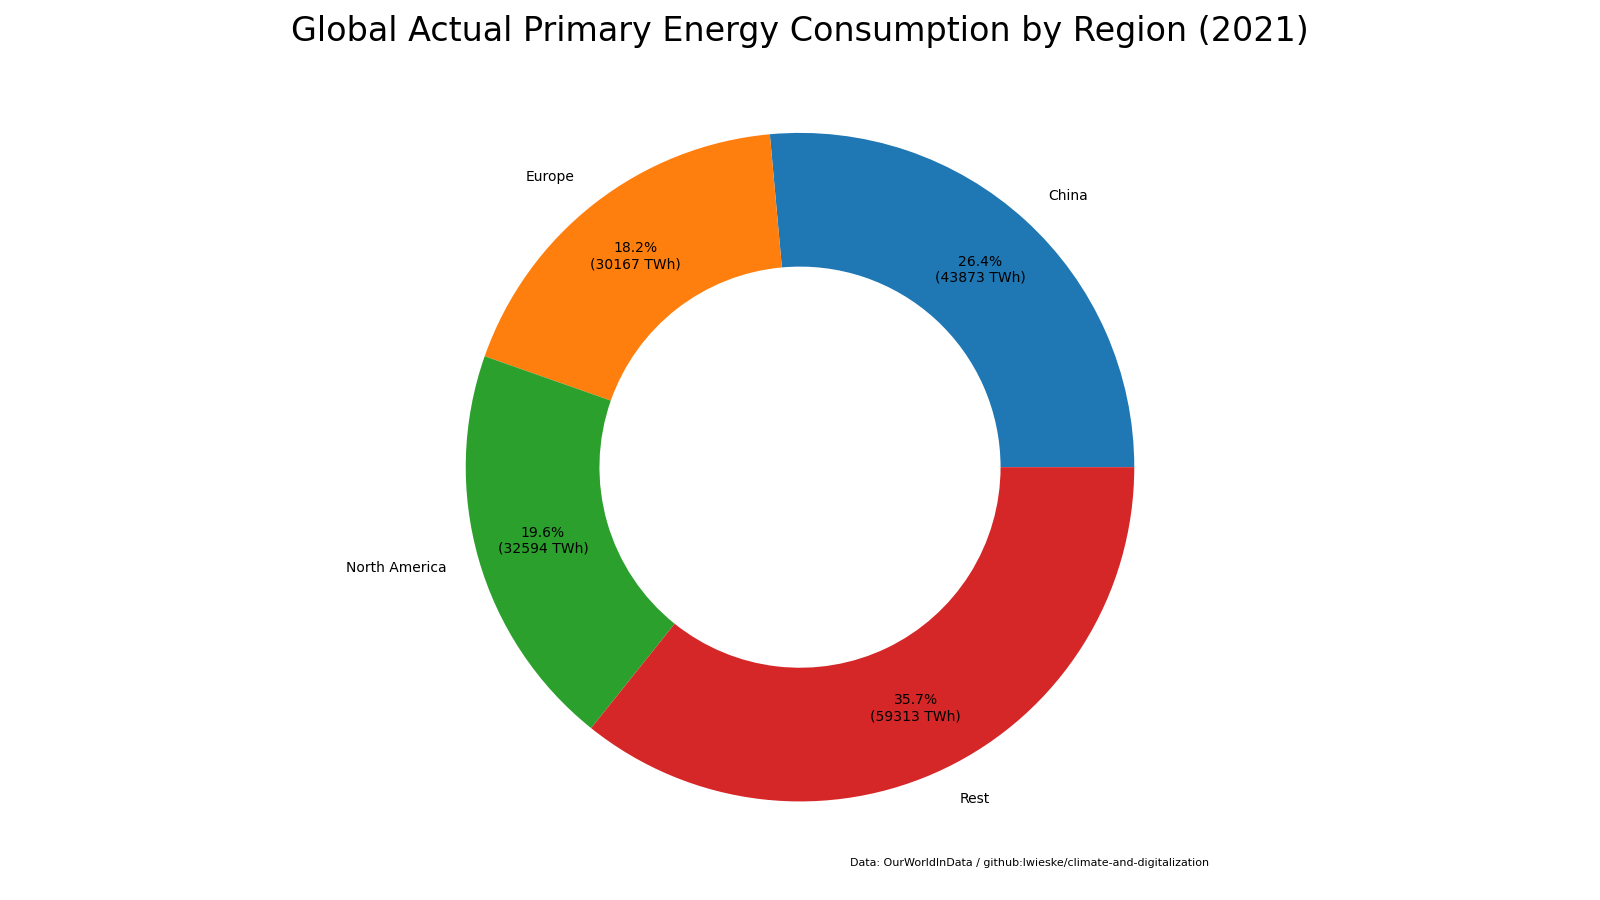 Global Actual Primary Energy Consumption by Region (2021)
Europe
China
18.2%
(30167 TWh)
26.4%
(43873 TWh)
19.6%
(32594 TWh)
North America
35.7%
(59313 TWh)
Rest
Data: OurWorldInData / github:lwieske/climate-and-digitalization